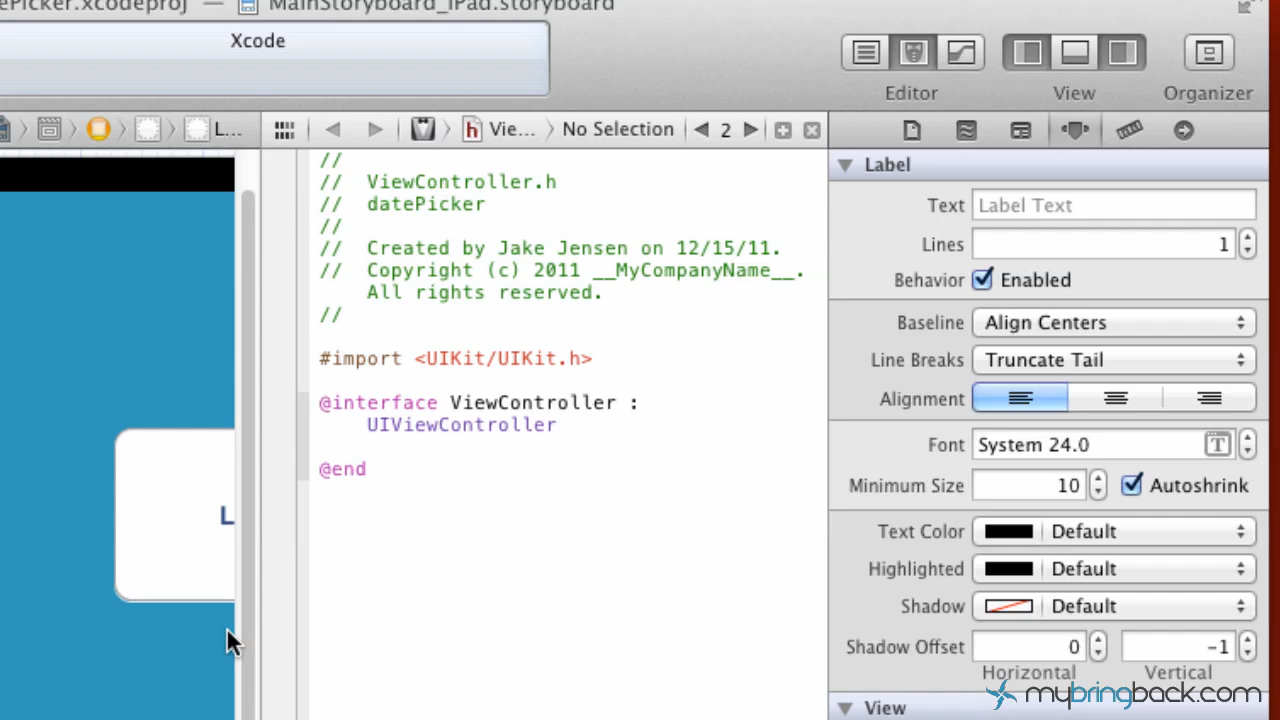 ePicker.xcodeproj — MainStoryboard_iPad.storyboard
Xcode
Editor
View
Organizer
L...
h Vie... No Selection 2
//
// ViewController.h
// datePicker
//
// Created by Jake Jensen on 12/15/11.
// Copyright (c) 2011 __MyCompanyName__.
All rights reserved.
//
#import <UIKit/UIKit.h>
@interface ViewController :
UIViewController
@end
L
Label
Text Label Text
Lines 1
Behavior Enabled
Baseline Align Centers
Line Breaks Truncate Tail
Alignment
Font System 24.0 T
Minimum Size 10 Autoshrink
Text Color Default
Highlighted Default
Shadow Default
Shadow Offset 0 -1
Horizontal Vertical
mybringback.com
View